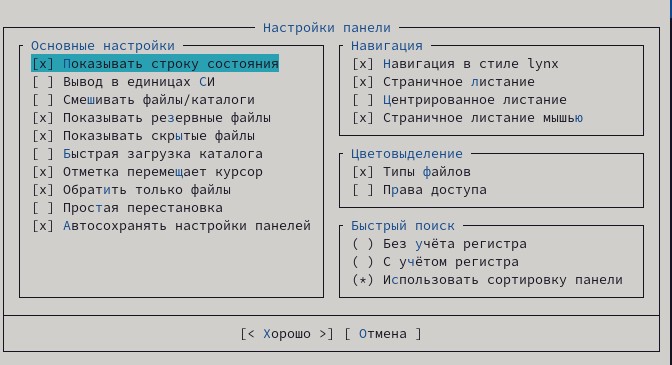 Настройки панели
Основные настройки
[x] Показывать строку состояния
[ ] Вывод в единицах СИ
[ ] Смешивать файлы/каталоги
[x] Показывать резервные файлы
[x] Показывать скрытые файлы
[ ] Быстрая загрузка каталога
[x] Отметка перемещает курсор
[x] Обратить только файлы
[ ] Простая перестановка
[x] Автосохранять настройки панелей
Навигация
[x] Навигация в стиле lynx
[x] Страничное листание
[ ] Центрированное листание
[x] Страничное листание мышью
Цветовыделение
[x] Типы файлов
[ ] Права доступа
Быстрый поиск
( ) Без учёта регистра
( ) С учётом регистра
(*) Использовать сортировку панели
[< Хорошо >] [ Отмена ]